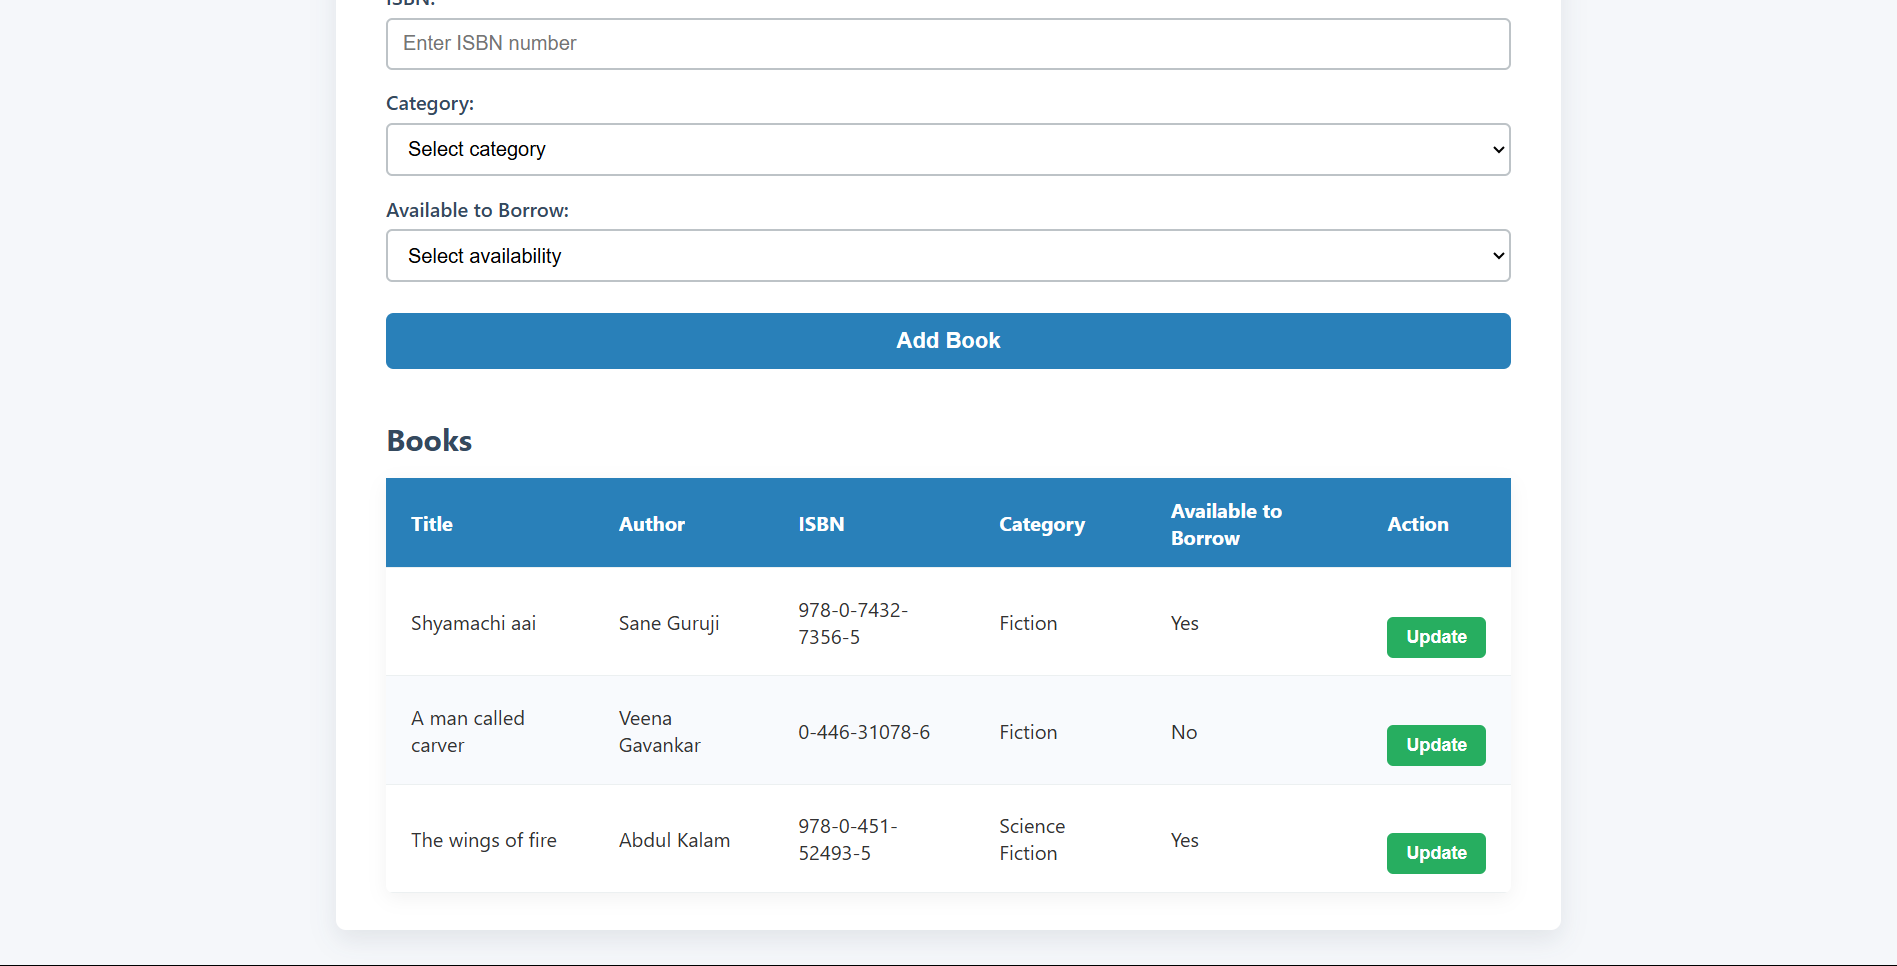 ISBN:
Enter ISBN number
Category:
Select category
Available to Borrow:
Select availability
Add Book
Books
Title Author ISBN Category Available to Borrow Action
Shyamachi aai Sane Guruji 978-0-7432-7356-5 Fiction Yes Update
A man called carver Veena Gavankar 0-446-31078-6 Fiction No Update
The wings of fire Abdul Kalam 978-0-451-52493-5 Science Fiction Yes Update